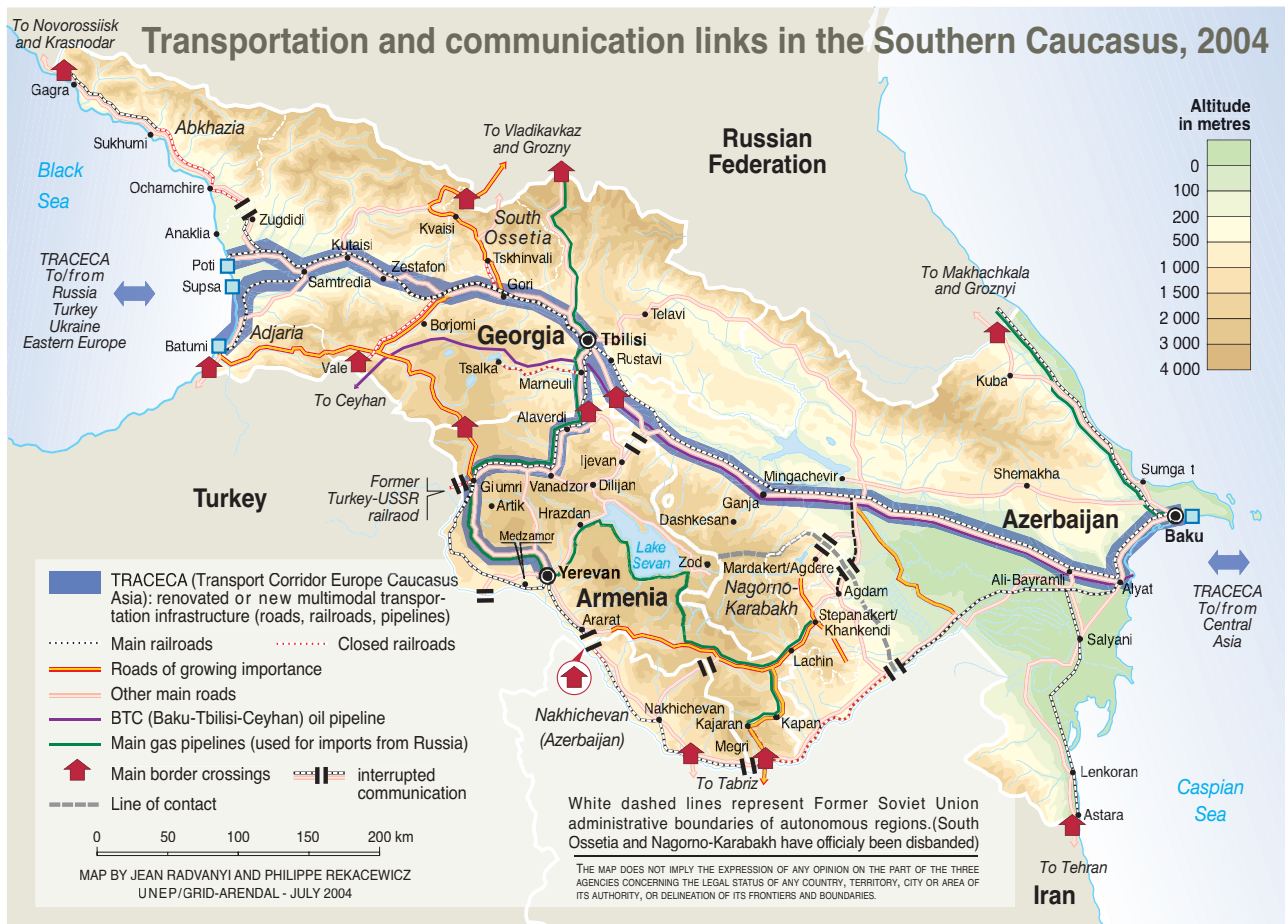 Transportation and communication links in the Southern Caucasus, 2004
To Novorossiisk
and Krasnodar
Gagra
Abkhazia
Sukhumi
Black
Sea
Ochamchire
Zugdidi
Anaklia
Poti
Supsa
Batumi
Adjaria
TRACECA
To/from
Russia
Turkey
Ukraine
Eastern Europe
To Vladikavkaz
and Grozny
Russian
Federation
Kvaisi
South
Ossetia
Tskhinvali
Kutaisi
Zestafon
Samtredia
Gori
Borjomi
Georgia
Tbilisi
Telavi
Rustavi
Vale
Tsalka
Marneuli
To Ceyhan
Alaverdi
Altitude
in metres
0
100
200
500
1 000
1 500
2 000
3 000
4 000
To Makhachkala
and Groznyi
Kuba
Turkey
Former
Turkey-USSR
railraod
Giumri
Vanadzor
Ijevan
Dilijan
Artik
Hrazdan
Medzamor
Lake
Sevan
Yerevan
Armenia
Ararat
Dashkesan
Zod
Mingachevir
Ganja
Shemakha
Sumga t
Azerbaijan
Baku
Mardakert/Agdere
Nagorno-
Karabakh
Agdam
Stepanakert/
Khankendi
Lachin
Ali-Bayramli
Alyat
Salyani
TRACECA
To/from
Central
Asia
Nakhichevan
(Azerbaijan)
Nakhichevan
Kajaran
Kapan
Megri
To Tabriz
Lenkoran
Astara
Caspian
Sea
To Tehran
Iran
TRACECA (Transport Corridor Europe Caucasus
Asia): renovated or new multimodal transpor-
tation infrastructure (roads, railroads, pipelines)
Main railroads
Closed railroads
Roads of growing importance
Other main roads
BTC (Baku-Tbilisi-Ceyhan) oil pipeline
Main gas pipelines (used for imports from Russia)
Main border crossings
interrupted
communication
Line of contact
0 50 100 150 200 km
MAP BY JEAN RADVANYI AND PHILIPPE REKACEWICZ
UNEP/GRID-ARENDAL - JULY 2004
White dashed lines represent Former Soviet Union
administrative boundaries of autonomous regions.(South
Ossetia and Nagorno-Karabakh have officialy been disbanded)
THE MAP DOES NOT IMPLY THE EXPRESSION OF ANY OPINION ON THE PART OF THE THREE
AGENCIES CONCERNING THE LEGAL STATUS OF ANY COUNTRY, TERRITORY, CITY OR AREA OF
ITS AUTHORITY, OR DELINEATION OF ITS FRONTIERS AND BOUNDARIES.